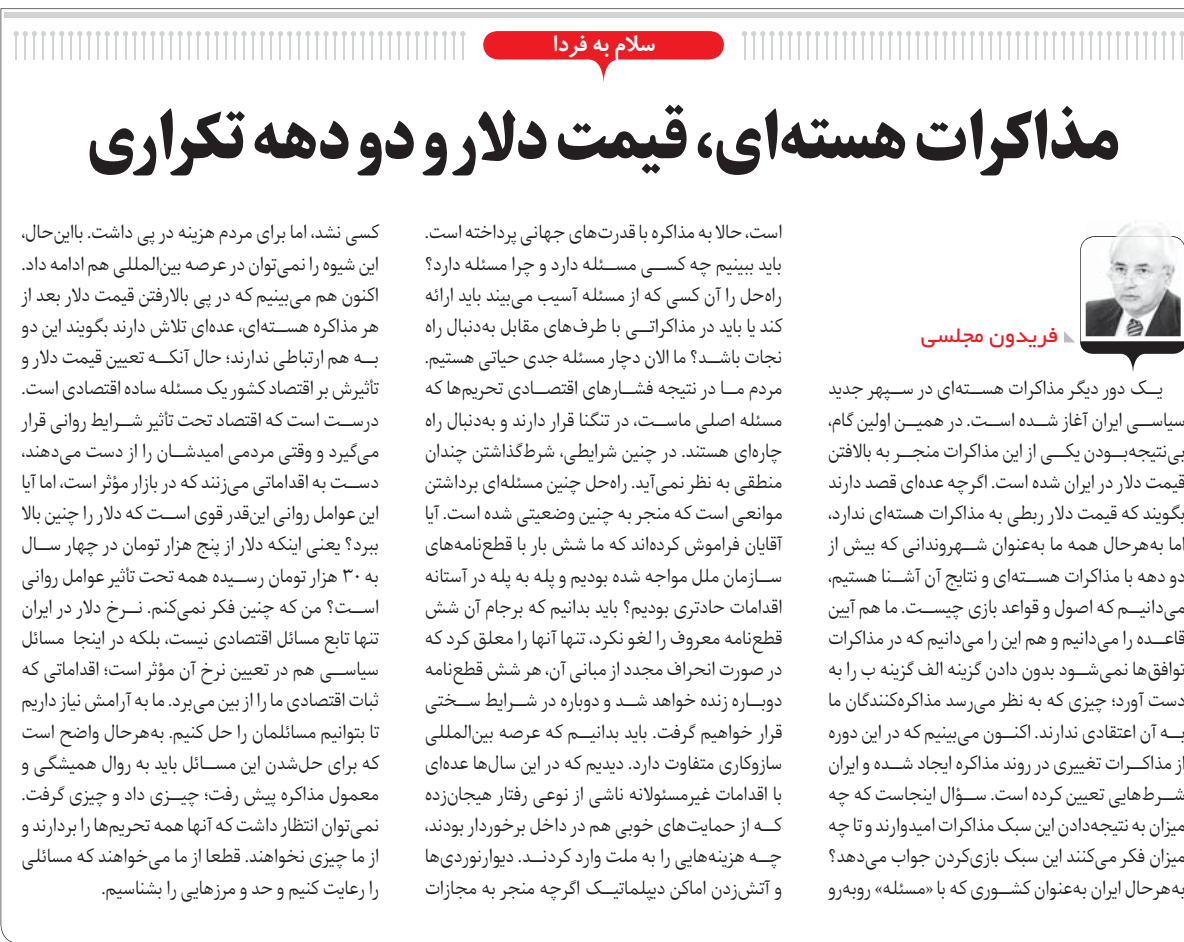 سلام به فردا
مذاکرات هسته‌ای، قیمت دلار و دو دهه تکراری
فریدون مجلسی
یک دور دیگر مذاکرات هسته‌ای در سپهر جدید
سیاسی ایران آغاز شده است. در همین اولین گام،
بی‌نتیجه‌بودن یکی از این مذاکرات منجر به بالافتن
قیمت دلار در ایران شده است. اگرچه عده‌ای قصد دارند
بگویند که قیمت دلار ربطی به مذاکرات هسته‌ای ندارد،
اما به‌هرحال همه ما به‌عنوان شهروندانی که بیش از
دو دهه با مذاکرات هسته‌ای و نتایج آن آشنا هستیم،
می‌دانیم که اصول و قواعد بازی چیست. ما هم آیین
قاعده را می‌دانیم و هم این را می‌دانیم که در مذاکرات
توافق‌ها نمی‌شود بدون دادن گزینه الف گزینه ب را به
دست آورد؛ چیزی که به نظر می‌رسد مذاکره‌کنندگان ما
به آن اعتقادی ندارند. اکنون می‌بینیم که در این دوره
از مذاکرات تغییری در روند مذاکره ایجاد شده و ایران
شرط‌هایی تعیین کرده است. سؤال اینجاست که چه
میزان به نتیجه‌دادن این سبک مذاکرات امیدوارند و تا چه
میزان فکر می‌کنند این سبک بازی‌کردن جواب می‌دهد؟
به‌هرحال ایران به‌عنوان کشوری که با «مسئله» روبه‌رو
است، حالا به مذاکره با قدرت‌های جهانی پرداخته است.
باید ببینیم چه کسی مسئله دارد و چرا مسئله دارد؟
راه‌حل را آن کسی که از مسئله آسیب می‌بیند باید ارائه
کند یا باید در مذاکراتی با طرف‌های مقابل به‌دنبال راه
نجات باشد؟ ما الان دچار مسئله جدی حیاتی هستیم.
مردم ما در نتیجه فشارهای اقتصادی تحریم‌ها که
مسئله اصلی ماست، در تنگنا قرار دارند و به‌دنبال راه
چاره‌ای هستند. در چنین شرایطی، شرط‌گذاشتن چندان
منطقی به نظر نمی‌آید. راه‌حل چنین مسئله‌ای برداشتن
موانعی است که منجر به چنین وضعیتی شده است. آیا
آقایان فراموش کرده‌اند که ما شش بار با قطع‌نامه‌های
سازمان ملل مواجه شده بودیم و پله به پله در آستانه
اقدامات حادتری بودیم؟ باید بدانیم که برجام آن شش
قطع‌نامه معروف را لغو نکرد، تنها آنها را معلق کرد که
در صورت انحراف مجدد از مبانی آن، هر شش قطع‌نامه
دوباره زنده خواهد شد و دوباره در شرایط سختی
قرار خواهیم گرفت. باید بدانیم که عرصه بین‌المللی
سازوکاری متفاوت دارد. دیدیم که در این سال‌ها عده‌ای
با اقدامات غیرمسئولانه ناشی از نوعی رفتار هیجان‌زده
که از حمایت‌های خوبی هم در داخل برخوردار بودند،
چه هزینه‌هایی را به ملت وارد کردند. دیوارنوردی‌ها
و آتش‌زدن اماکن دیپلماتیک اگرچه منجر به مجازات
کسی نشد، اما برای مردم هزینه در پی داشت. بااین‌حال،
این شیوه را نمی‌توان در عرصه بین‌المللی هم ادامه داد.
اکنون هم می‌بینیم که در پی بالارفتن قیمت دلار بعد از
هر مذاکره هسته‌ای، عده‌ای تلاش دارند بگویند این دو
به هم ارتباطی ندارند؛ حال آنکه تعیین قیمت دلار و
تأثیرش بر اقتصاد کشور یک مسئله ساده اقتصادی است.
درست است که اقتصاد تحت تأثیر شرایط روانی قرار
می‌گیرد و وقتی مردمی امیدشان را از دست می‌دهند،
دست به اقداماتی می‌زنند که در بازار مؤثر است، اما آیا
این عوامل روانی این‌قدر قوی است که دلار را چنین بالا
ببرد؟ یعنی اینکه دلار از پنج هزار تومان در چهار سال
به ۳۰ هزار تومان رسیده همه تحت تأثیر عوامل روانی
است؟ من که چنین فکر نمی‌کنم. نرخ دلار در ایران
تنها تابع مسائل اقتصادی نیست، بلکه در اینجا مسائل
سیاسی هم در تعیین نرخ آن مؤثر است؛ اقداماتی که
ثبات اقتصادی ما را از بین می‌برد. ما به آرامش نیاز داریم
تا بتوانیم مسائلمان را حل کنیم. به‌هرحال واضح است
که برای حل‌شدن این مسائل باید به روال همیشگی و
معمول مذاکره پیش رفت؛ چیزی داد و چیزی گرفت.
نمی‌توان انتظار داشت که آنها همه تحریم‌ها را بردارند و
از ما چیزی نخواهند. قطعا از ما می‌خواهند که مسائلی
را رعایت کنیم و حد و مرزهایی را بشناسیم.